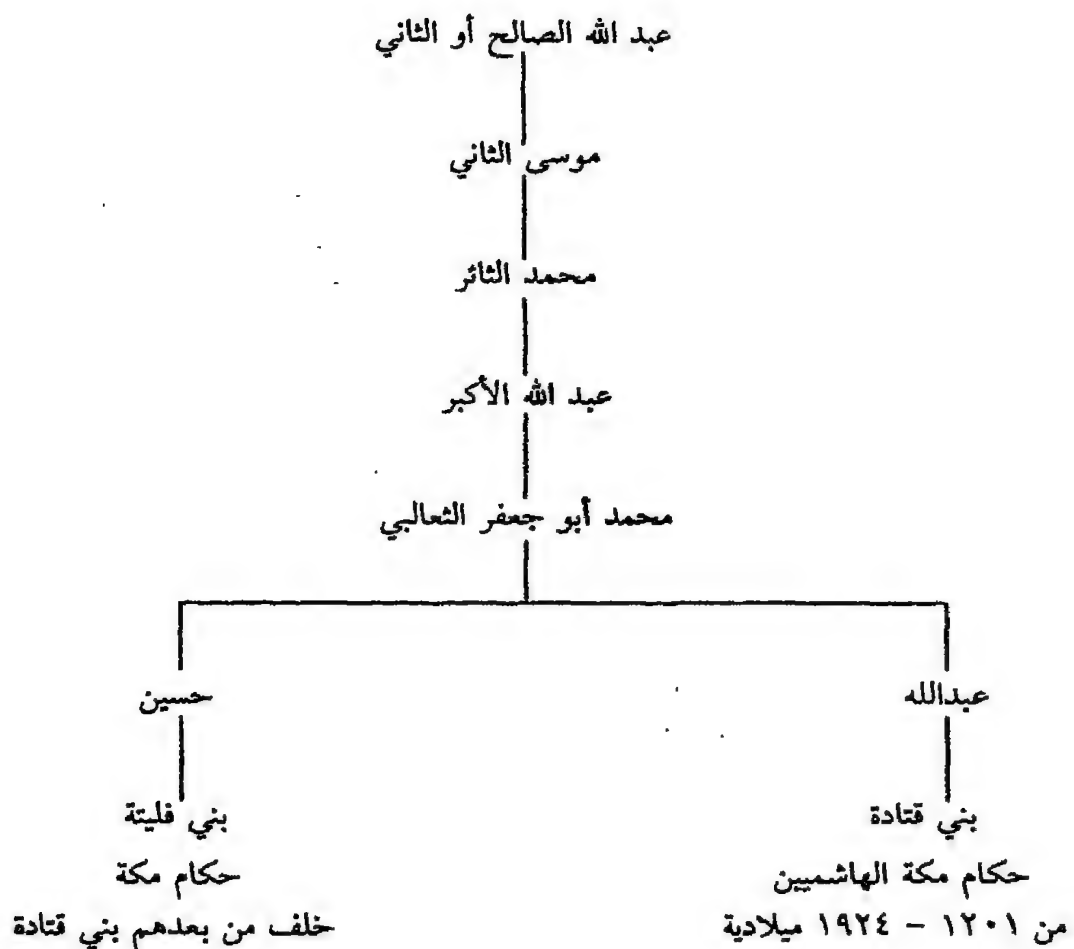 عبد الله الصالح أو الثاني
موسى الثاني
محمد الثائر
عبد الله الأكبر
محمد أبو جعفر الثعالبي
عبدالله
حسين
بني قتادة
بني فليتة
حكام مكة الهاشميين
حكام مكة
من ١٢٠١ - ١٩٢٤ ميلادية
خلف من بعدهم بني قتادة